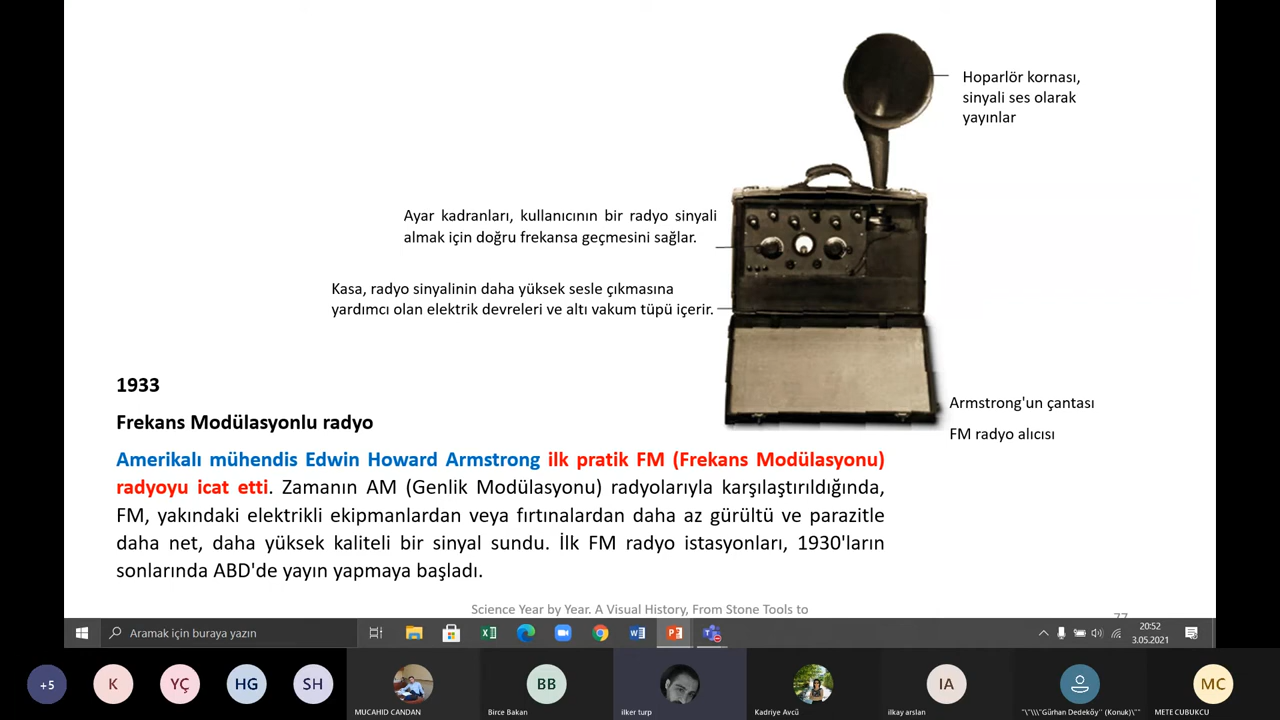 Hoparlör kornası,
sinyali ses olarak
yayınlar
Ayar kadranları, kullanıcının bir radyo sinyali
almak için doğru frekansa geçmesini sağlar.
Kasa, radyo sinyalinin daha yüksek sesle çıkmasına
yardımcı olan elektrik devreleri ve altı vakum tüpü içerir.
Armstrong'un çantası
FM radyo alıcısı
1933
Frekans Modülasyonlu radyo
Amerikalı mühendis Edwin Howard Armstrong ilk pratik FM (Frekans Modülasyonu)
radyoyu icat etti. Zamanın AM (Genlik Modülasyonu) radyolarıyla karşılaştırıldığında,
FM, yakındaki elektrikli ekipmanlardan veya fırtınalardan daha az gürültü ve parazitle
daha net, daha yüksek kaliteli bir sinyal sundu. İlk FM radyo istasyonları, 1930'ların
sonlarında ABD'de yayın yapmaya başladı.
Science Year by Year. A Visual History, From Stone Tools to
77
Aramak için buraya yazın
20:52
3.05.2021
+5
K
YÇ
HG
SH
MUCAHID CANDAN
BB
Birce Bakan
ilker turp
Kadriye Avcü
IA
ilkay arslan
"\"\\\"Gürhan Dedeköy" (Konuk)\""
MC
METE CUBUKCU